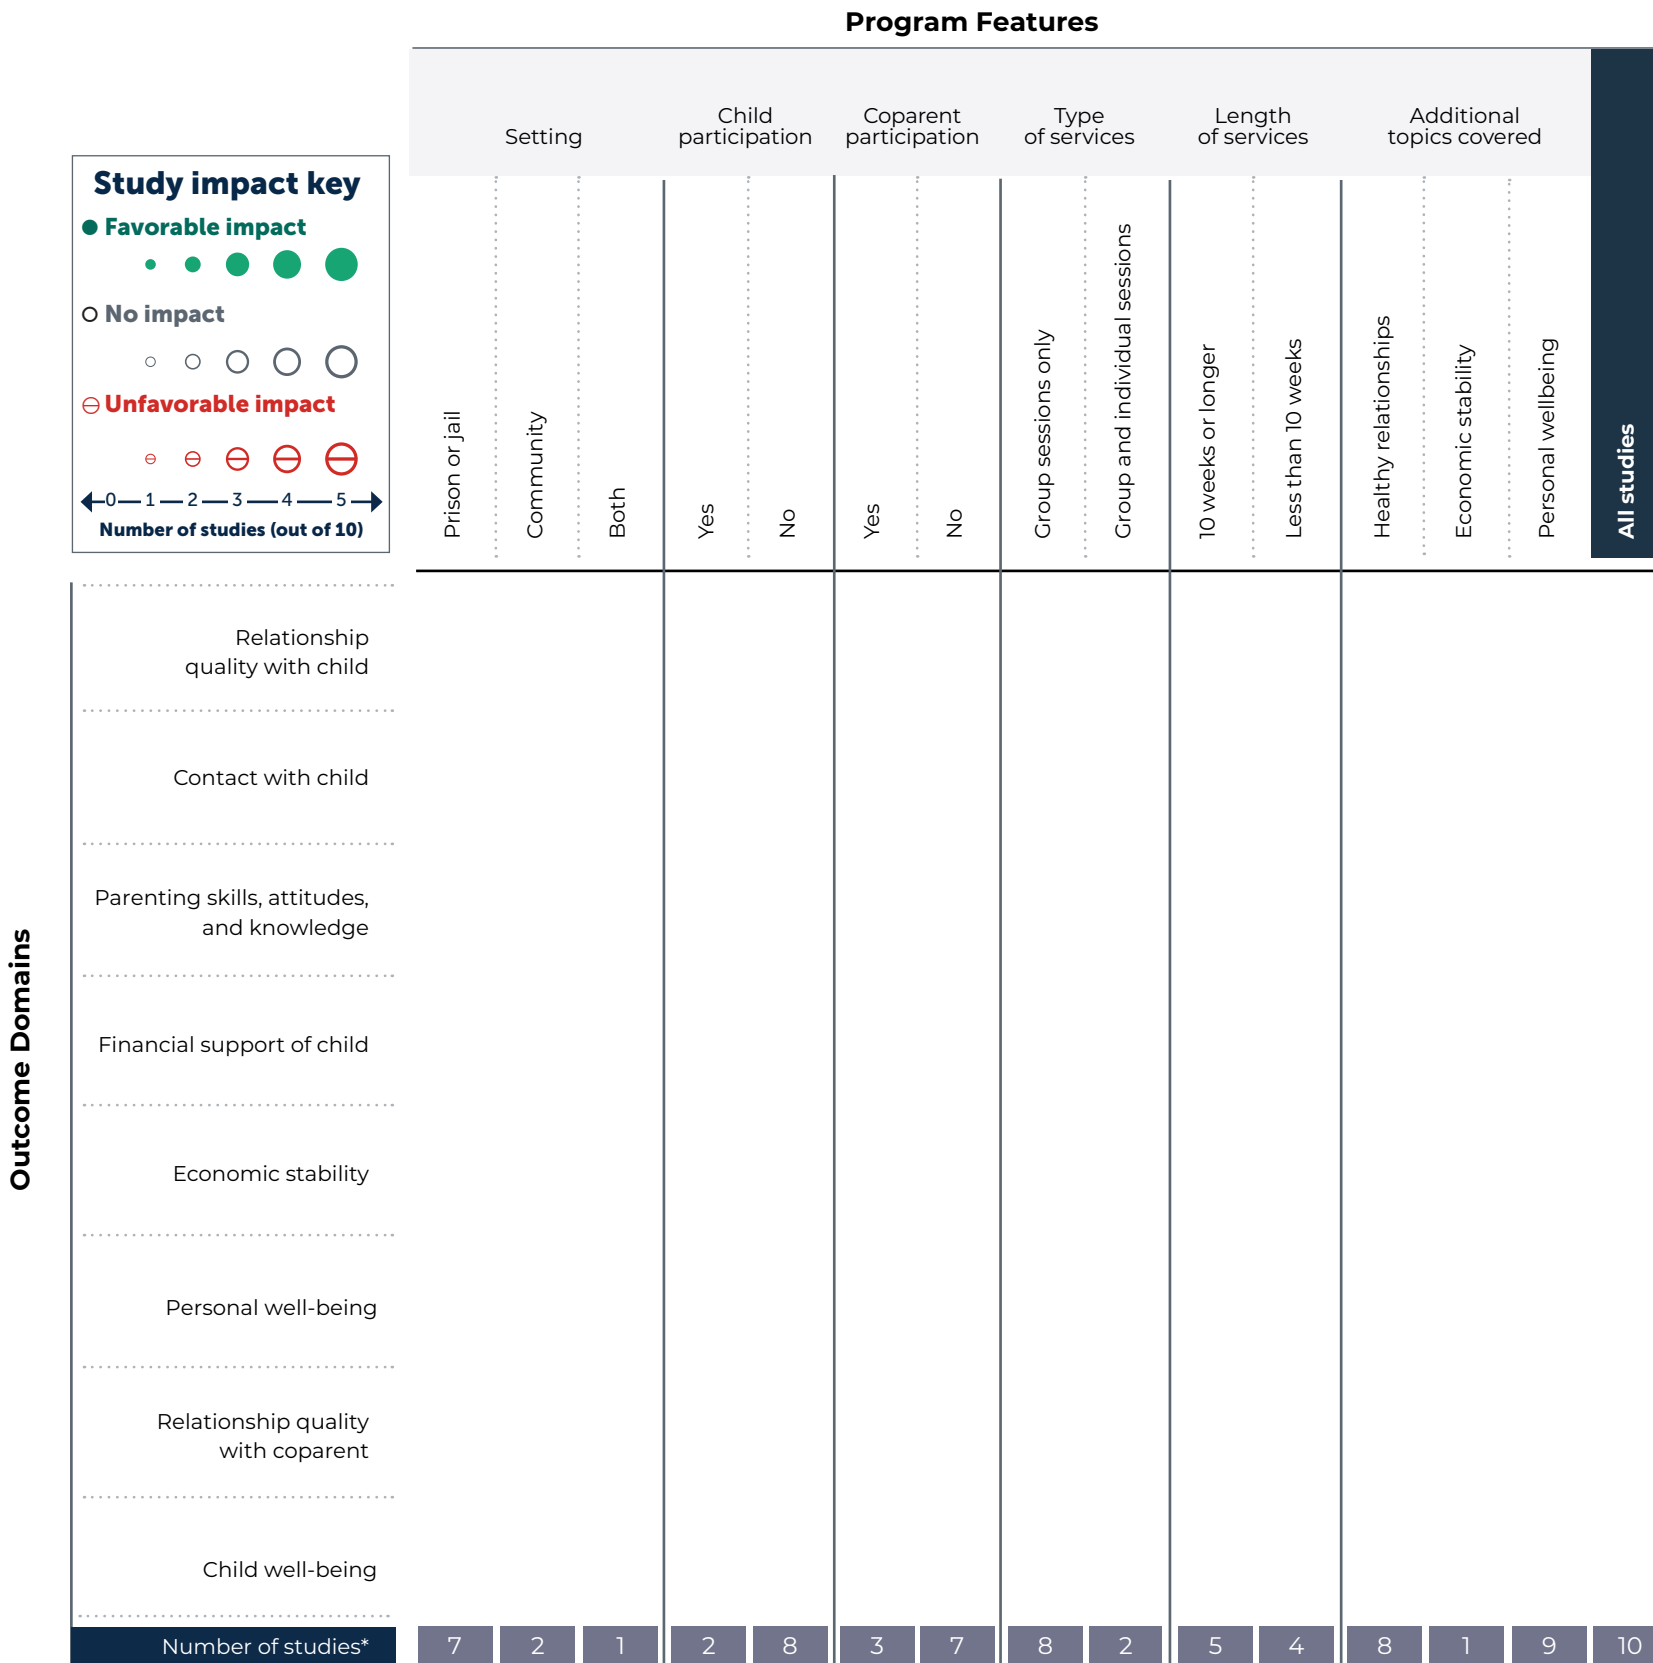 Program Features
Setting
Child
participation
Coparent
participation
Type
of services
Length
of services
Additional
topics covered
Study impact key
Favorable impact
No impact
Unfavorable impact
0 1 2 3 4 5
Number of studies (out of 10)
Prison or jail
Community
Both
Yes
No
Yes
No
Group sessions only
Group and individual sessions
10 weeks or longer
Less than 10 weeks
Healthy relationships
Economic stability
Personal wellbeing
All studies
Outcome Domains
Relationship
quality with child
Contact with child
Parenting skills, attitudes,
and knowledge
Financial support of child
Economic stability
Personal well-being
Relationship quality
with coparent
Child well-being
Number of studies* 7 2 1 2 8 3 7 8 2 5 4 8 1 9 10